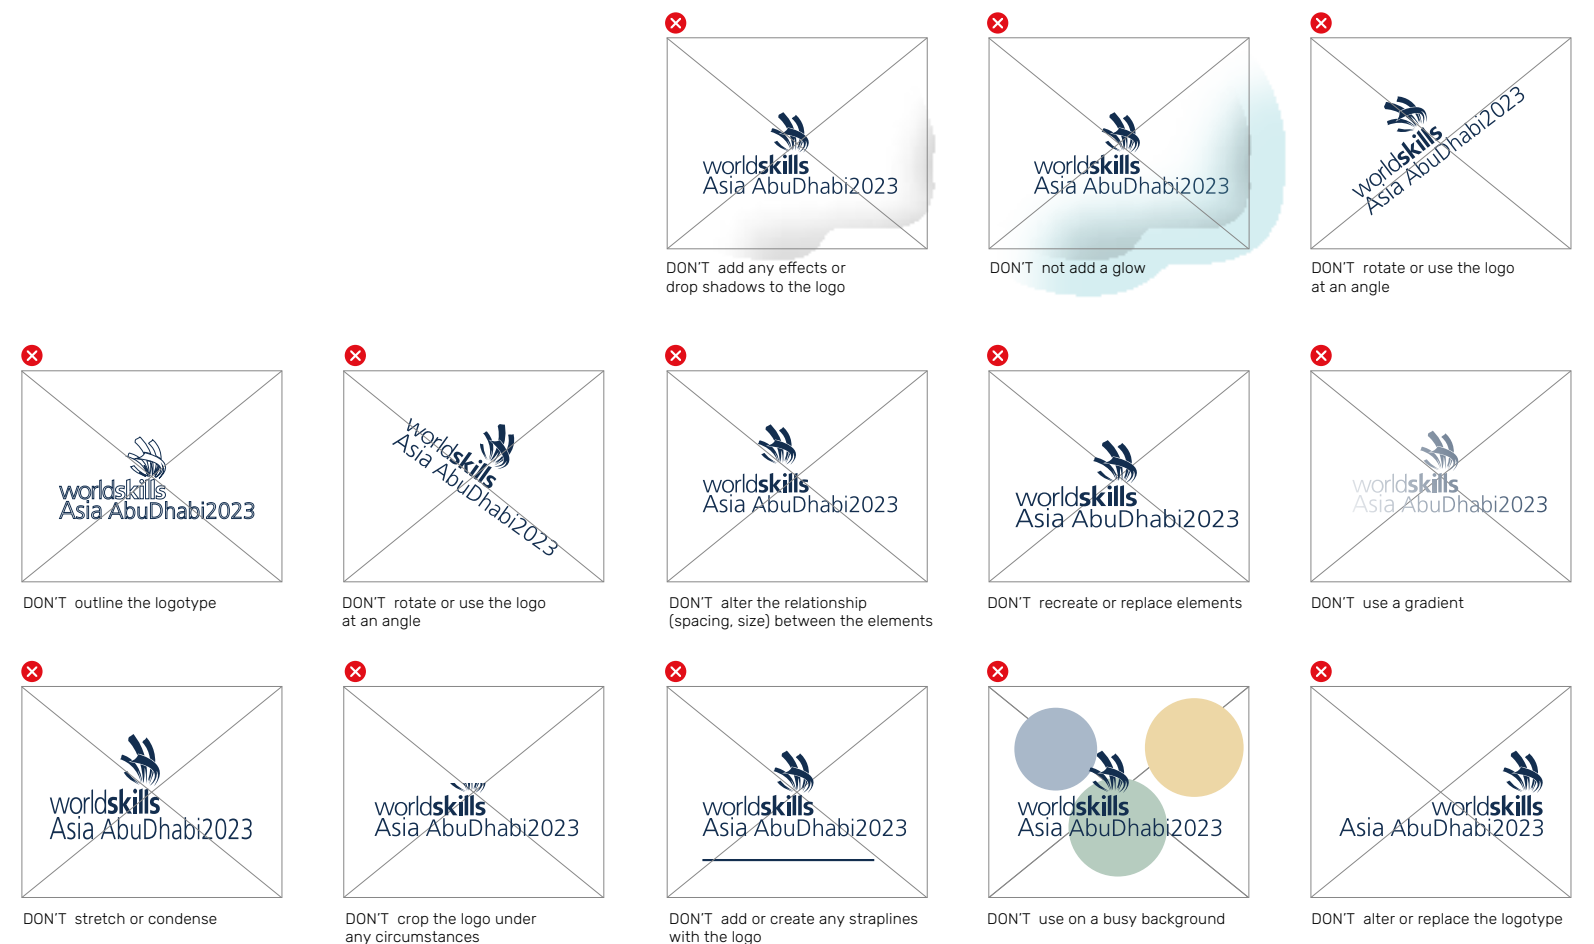 worldskills
Asia AbuDhabi2023
DON'T add any effects or
drop shadows to the logo
worldskills
Asia AbuDhabi2023
DON'T not add a glow
worldskills
Asia AbuDhabi2023
DON'T rotate or use the logo
at an angle
worldskills
Asia AbuDhabi2023
DON'T outline the logotype
worldskills
Asia AbuDhabi2023
DON'T rotate or use the logo
at an angle
worldskills
Asia AbuDhabi2023
DON'T alter the relationship
(spacing, size) between the elements
worldskills
Asia AbuDhabi2023
DON'T recreate or replace elements
worldskills
Asia AbuDhabi2023
DON'T use a gradient
worldskills
Asia AbuDhabi2023
DON'T stretch or condense
worldskills
Asia AbuDhabi2023
DON'T crop the logo under
any circumstances
worldskills
Asia AbuDhabi2023
DON'T add or create any straplines
with the logo
worldskills
Asia AbuDhabi2023
DON'T use on a busy background
worldskills
Asia AbuDhabi2023
DON'T alter or replace the logotype